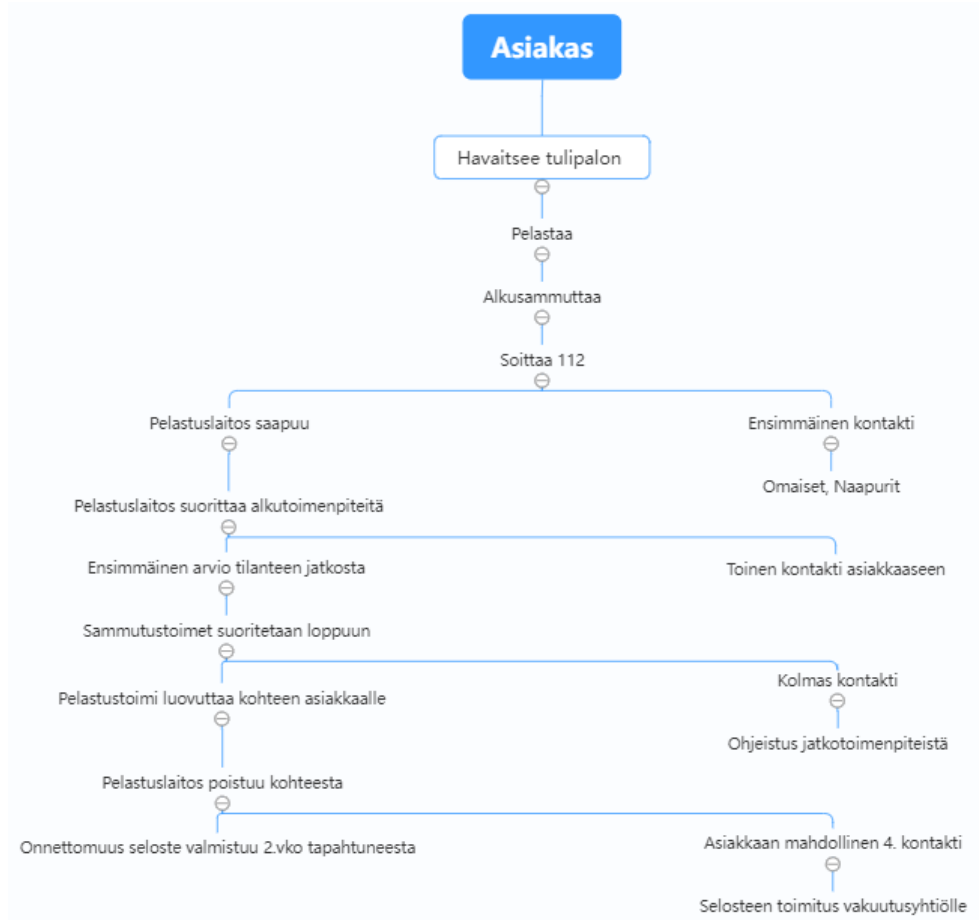 Asiakas
Havaitsee tulipalon
Pelastaa
Alkusammuttaa
Soittaa 112
Pelastuslaitos saapuu
Ensimmäinen kontakti
Omaiset, Naapurit
Pelastuslaitos suorittaa alkutoimenpiteitä
Ensimmäinen arvio tilanteen jatkosta
Toinen kontakti asiakkaaseen
Sammutustoimet suoritetaan loppuun
Pelastustoimi luovuttaa kohteen asiakkaalle
Kolmas kontakti
Ohjeistus jatkotoimenpiteistä
Pelastuslaitos poistuu kohteesta
Onnettomuus seloste valmistuu 2.vko tapahtuneesta
Asiakkaan mahdollinen 4. kontakti
Selosteen toimitus vakuutusyhtiölle